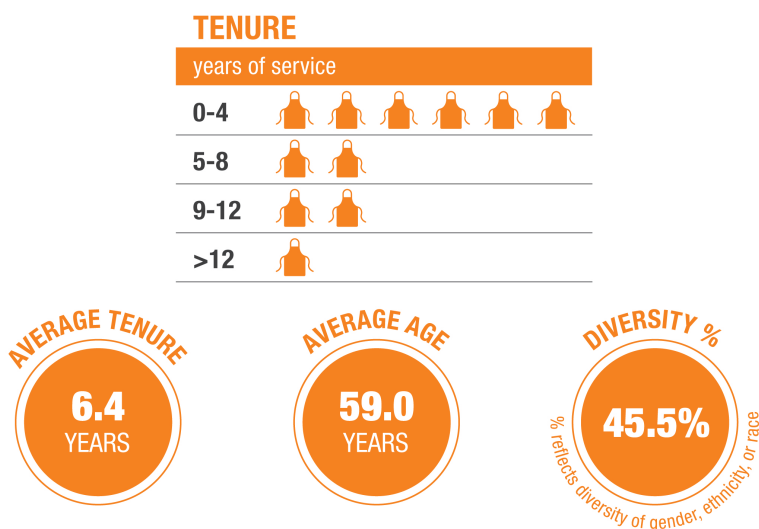 TENURE
years of service
0-4
5-8
9-12
>12
AVERAGE TENURE
6.4
YEARS
AVERAGE AGE
59.0
YEARS
DIVERSITY %
45.5%
% reflects diversity of gender, ethnicity, or race